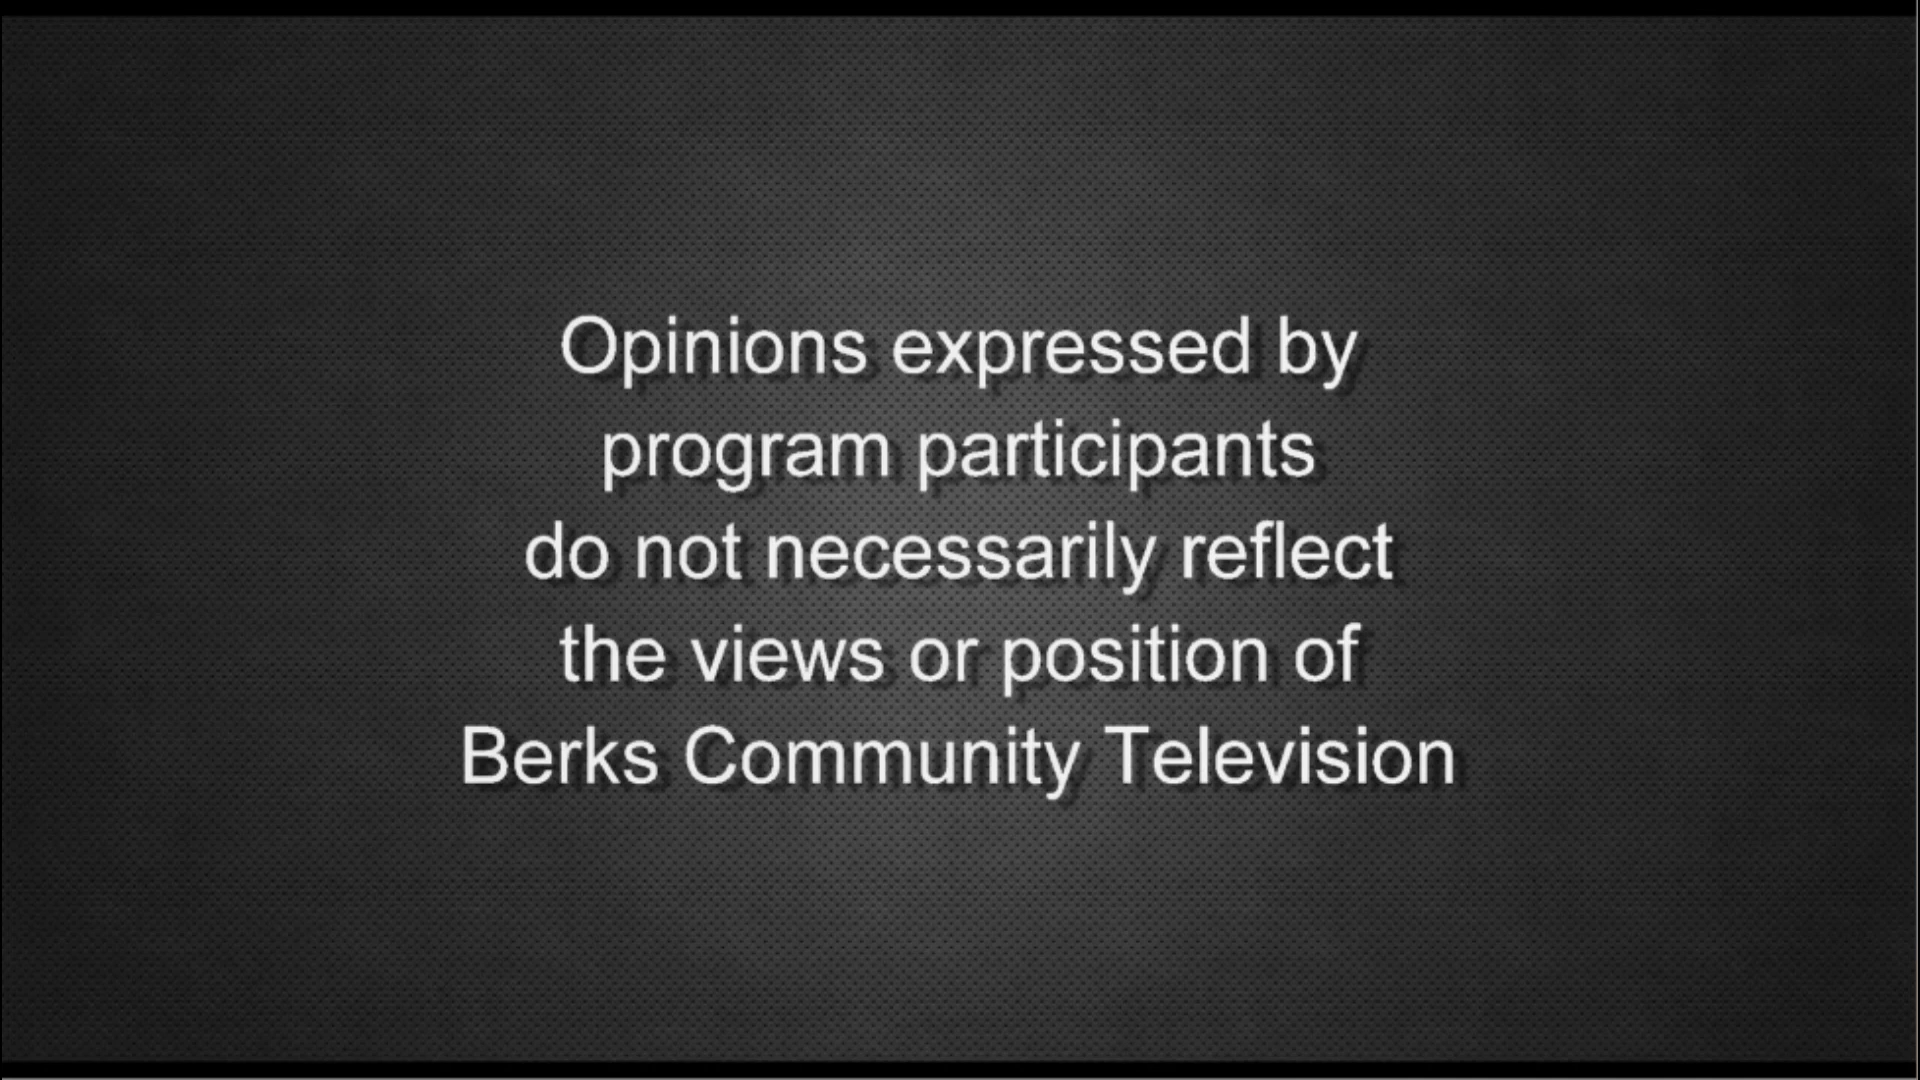 Opinions expressed by
program participants
do not necessarily reflect
the views or position of
Berks Community Television